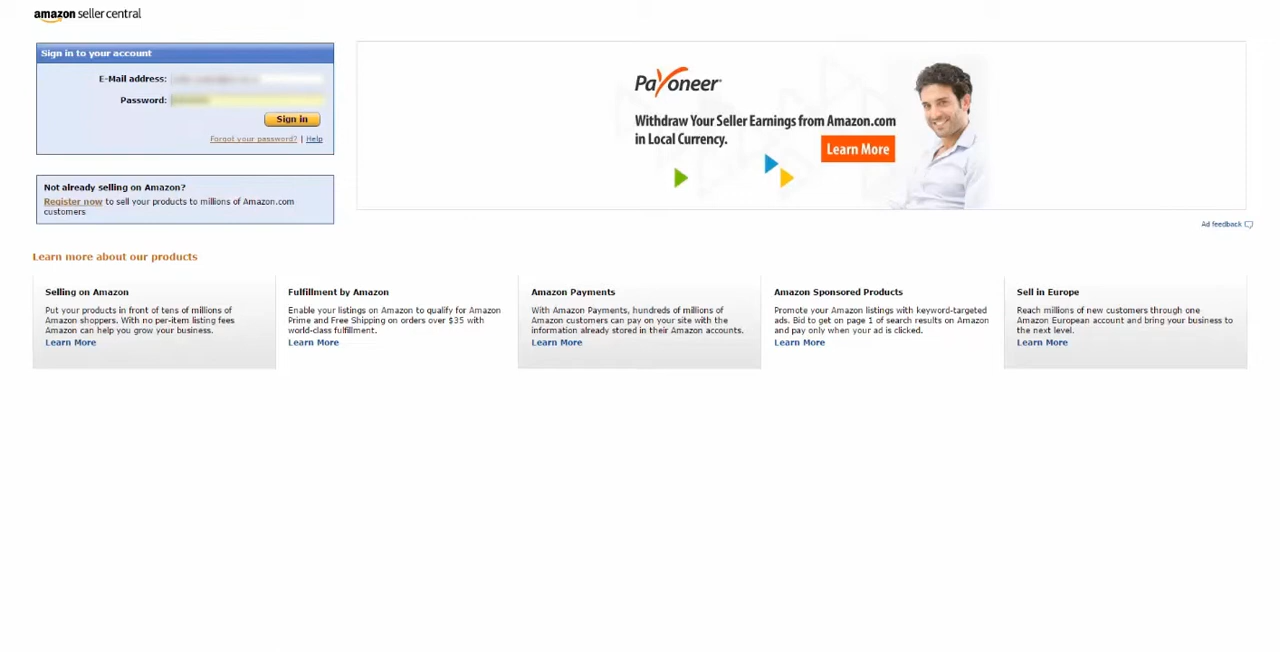 amazon seller central
Sign in to your account
E-Mail address:
Password:
Sign in
Forgot your password? | Help
Not already selling on Amazon?
Register now to sell your products to millions of Amazon.com
customers
Payoneer
Withdraw Your Seller Earnings from Amazon.com
in Local Currency.
Learn More
Ad feedback
Learn more about our products
Selling on Amazon
Put your products in front of tens of millions of
Amazon shoppers. With no per-item listing fees
Amazon can help you grow your business.
Learn More
Fulfillment by Amazon
Enable your listings on Amazon to qualify for Amazon
Prime and Free Shipping on orders over $35 with
world-class fulfillment.
Learn More
Amazon Payments
With Amazon Payments, hundreds of millions of
Amazon customers can pay on your site with the
information already stored in their Amazon accounts.
Learn More
Amazon Sponsored Products
Promote your Amazon listings with keyword-targeted
ads. Bid to get on page 1 of search results on Amazon
and pay only when your ad is clicked.
Learn More
Sell in Europe
Reach millions of new customers through one
Amazon European account and bring your business to
the next level.
Learn More